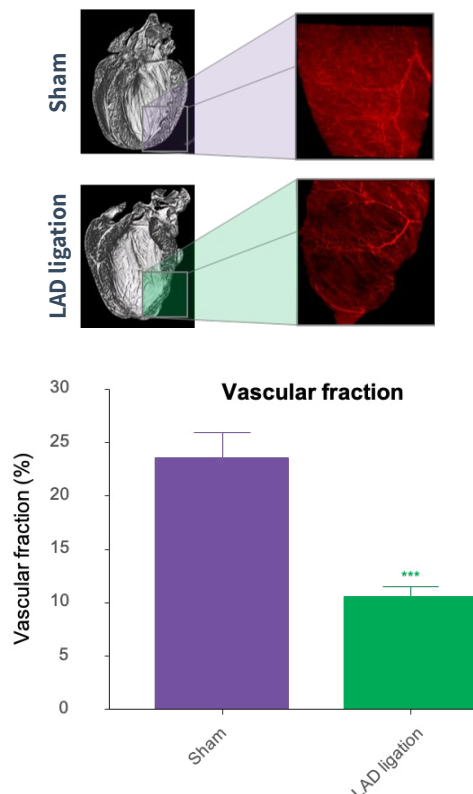 Sham
LAD ligation
Vascular fraction
Vascular fraction (%)
30
25
20
15
10
5
0
***
Sham
LAD ligation